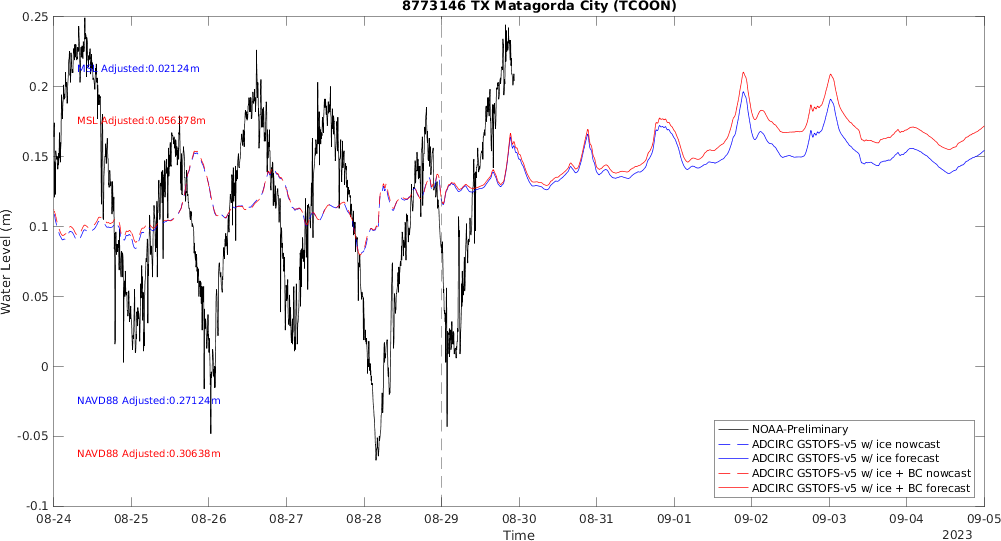 8773146 TX Matagorda City (TCOON)
Water Level (m)
0.25
0.2
0.15
0.1
0.05
0
-0.05
-0.1
MSL Adjusted:0.02124m
MSL Adjusted:0.056378m
NAVD88 Adjusted:0.27124m
NAVD88 Adjusted:0.30638m
NOAA-Preliminary
ADCIRC GSTOFS-v5 w/ ice nowcast
ADCIRC GSTOFS-v5 w/ ice forecast
ADCIRC GSTOFS-v5 w/ ice + BC nowcast
ADCIRC GSTOFS-v5 w/ ice + BC forecast
08-24 08-25 08-26 08-27 08-28 08-29 08-30 08-31 09-01 09-02 09-03 09-04 09-05
Time
2023